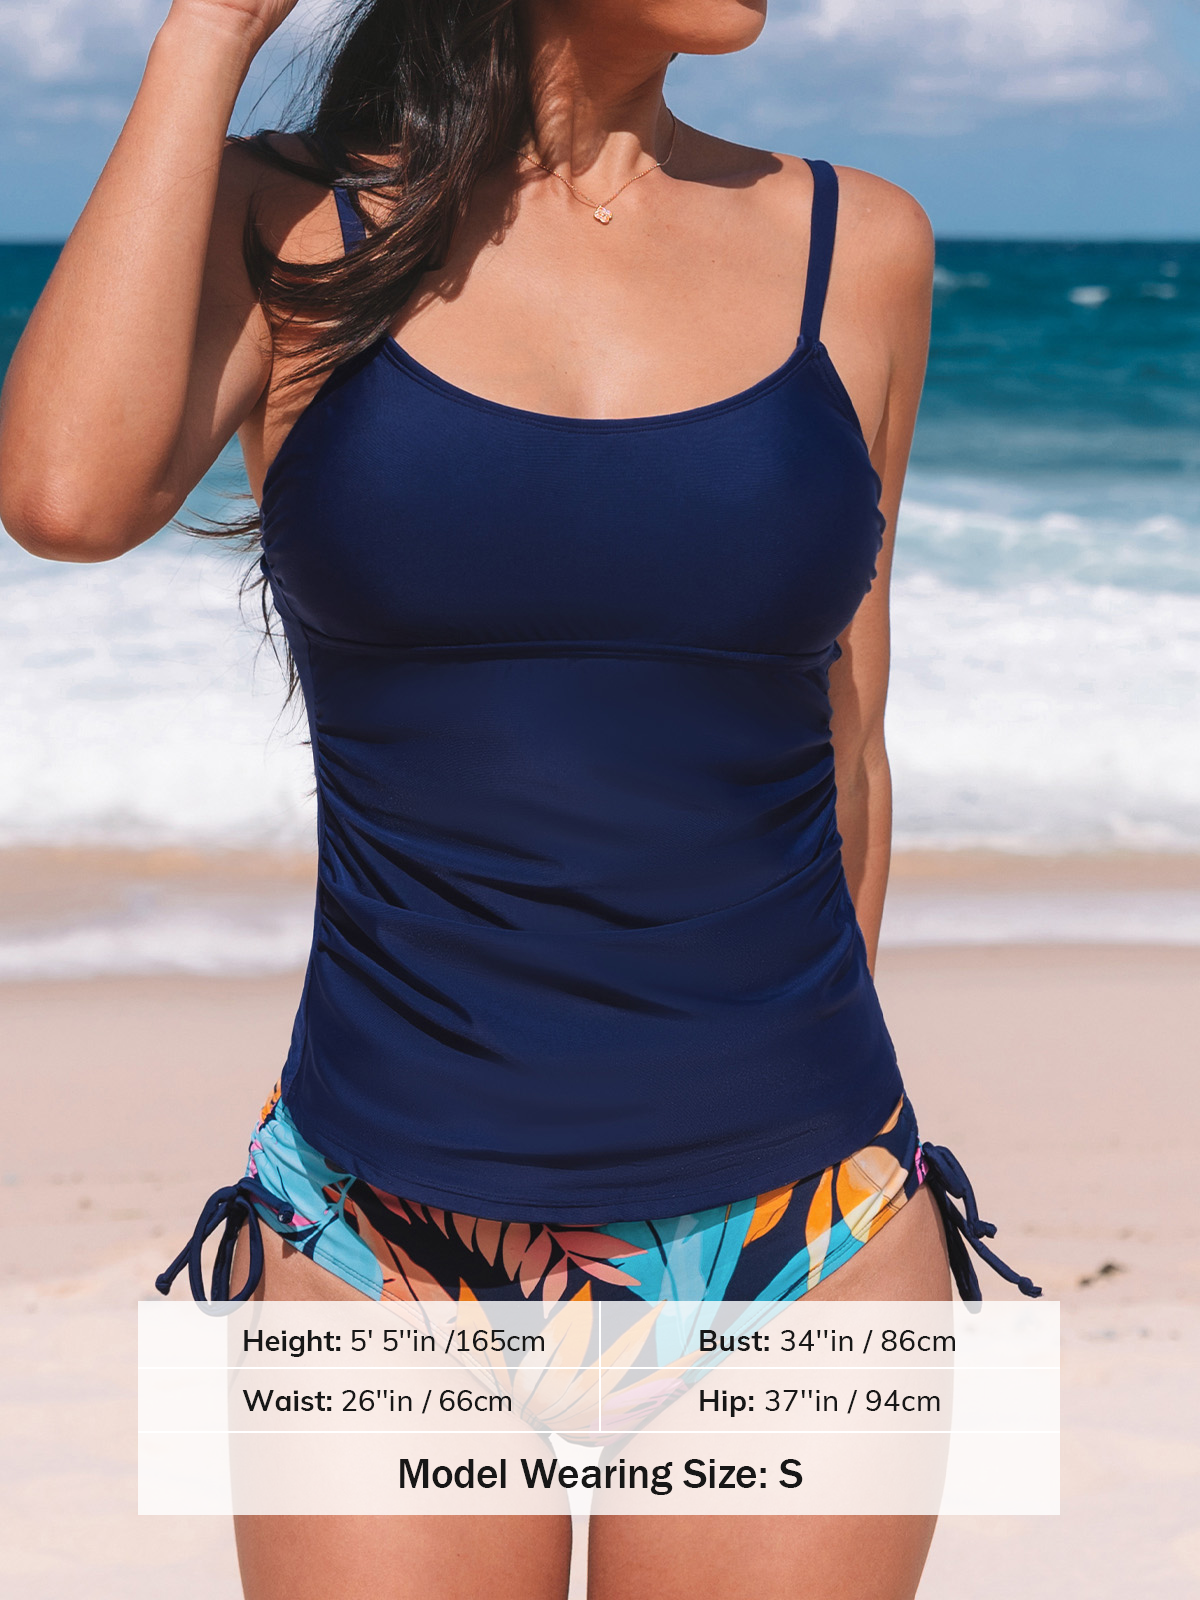 Height: 5' 5''in /165cm
Bust: 34''in / 86cm
Waist: 26''in / 66cm
Hip: 37''in / 94cm
Model Wearing Size: S